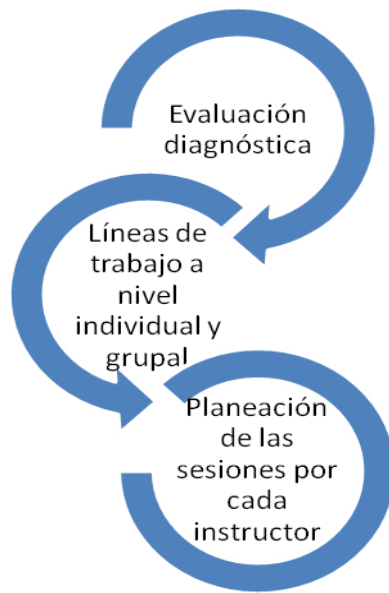 Evaluación
diagnóstica
Líneas de
trabajo a
nivel
individual y
grupal
Planeación
de las
sesiones por
cada
instructor